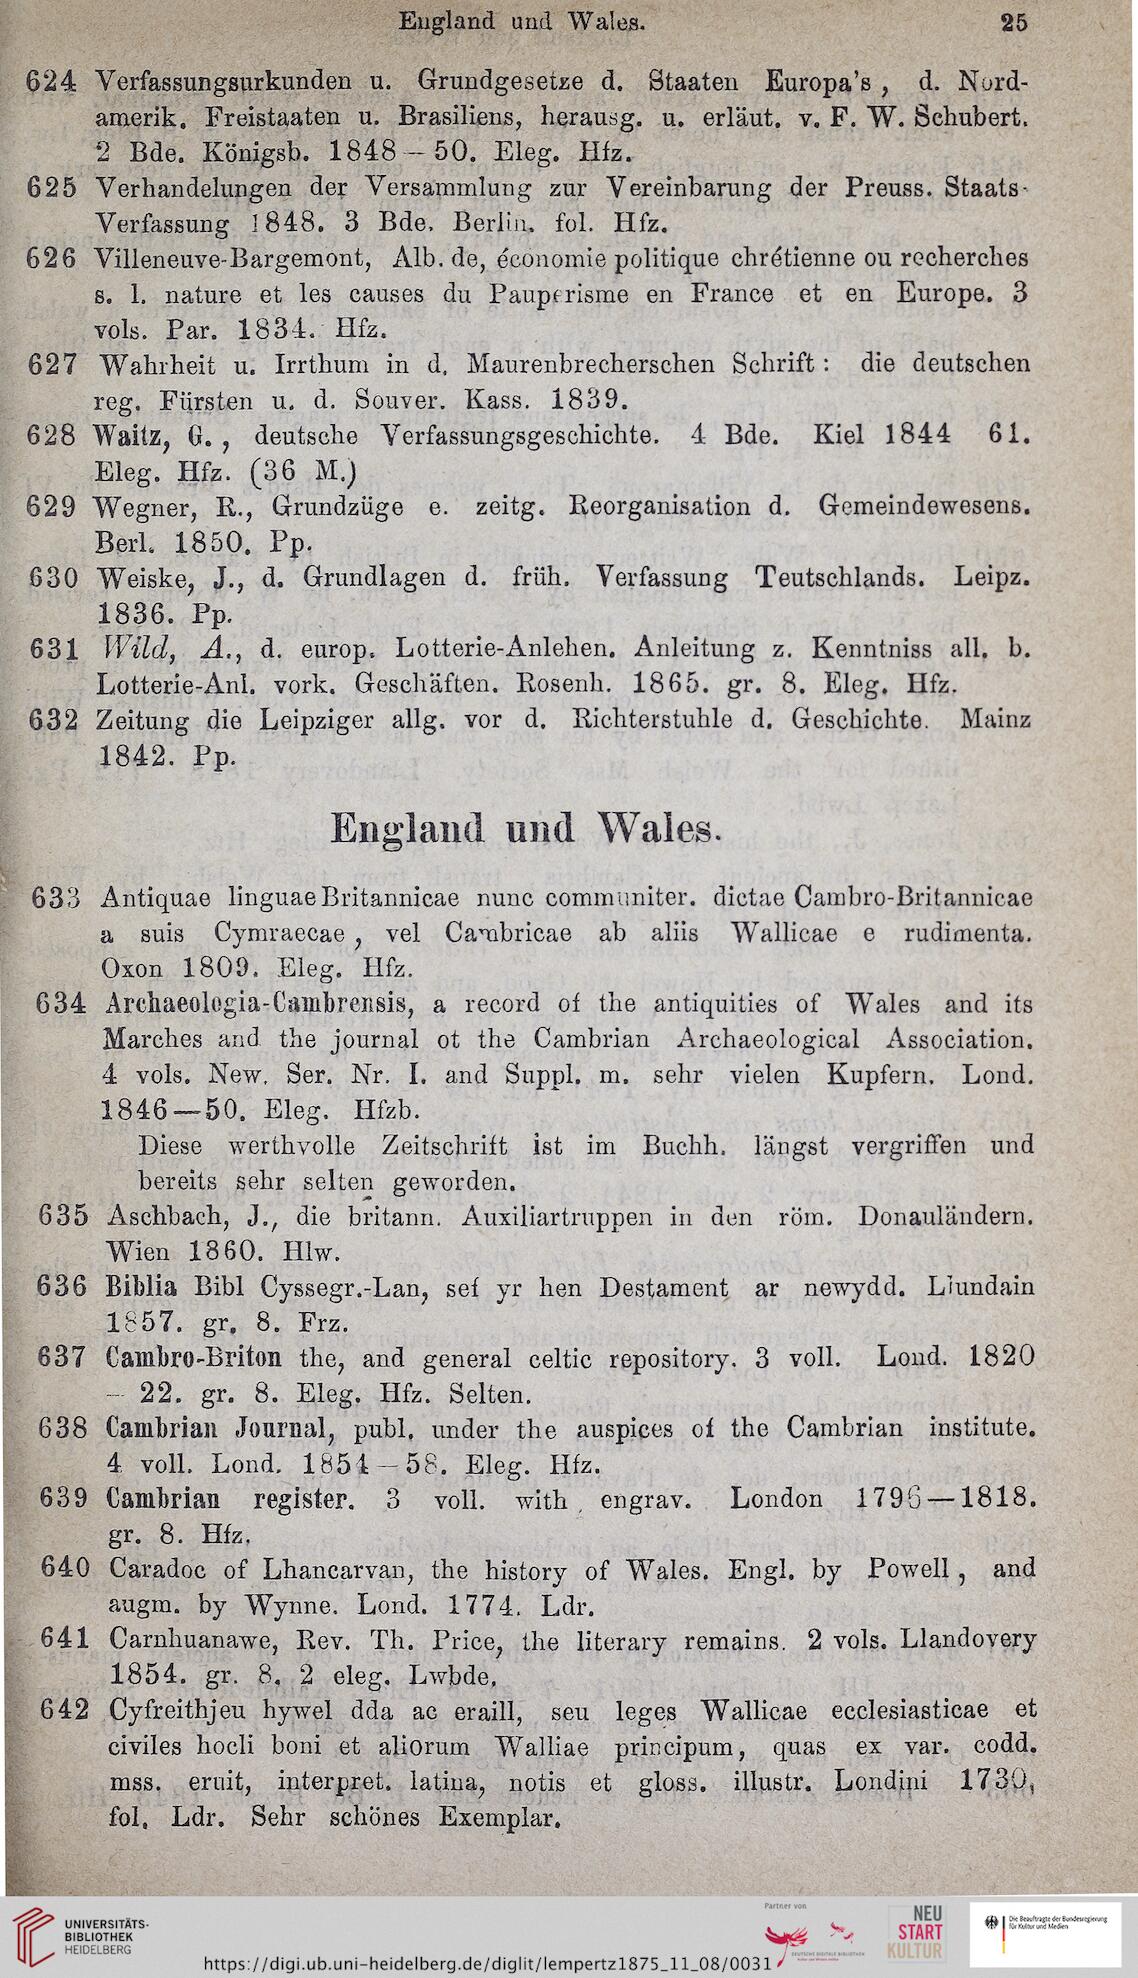 England und Wales. 25
624 Verfassungsurkunden u. Grundgesetze d. Staaten Europa's, d. Nord-
amerik. Freistaaten u. Brasiliens, herausg. u. erläut. v. F. W. Schubert.
2 Bde. Königsb. 1848 — 50. Eleg. Hfz.
625 Verhandelungen der Versammlung zur Vereinbarung der Preuss. Staats-
Verfassung 1848. 3 Bde. Berlin. fol. Hfz.
626 Villeneuve-Bargemont, Alb. de, économie politique chrétienne ou recherches
s. l. nature et les causes du Pauperisme en France et en Europe. 3
vols. Par. 1834. Hfz.
627 Wahrheit u. Irrthum in d. Maurenbrecherschen Schrift: die deutschen
reg. Fürsten u. d. Souver. Kass. 1839.
628 Waitz, G., deutsche Verfassungsgeschichte. 4 Bde. Kiel 1844 61.
Eleg. Hfz. (36 M.)
629 Wegner, R., Grundzüge e. zeitg. Reorganisation d. Gemeindewesens.
Berl. 1850. Pp.
630 Weiske, J., d. Grundlagen d. früh. Verfassung Teutschlands. Leipz.
1836. Pp.
631 Wild, A., d. europ. Lotterie-Anlehen. Anleitung z. Kenntniss all. b.
Lotterie-Anl. vork. Geschäften. Rosenh. 1865. gr. 8. Eleg. Hfz.
632 Zeitung die Leipziger allg. vor d. Richterstuhle d. Geschichte. Mainz
1842. Pp.
England und Wales.
633 Antiquae linguae Britannicae nunc communiter. dictae Cambro-Britannicae
a suis Cymraecae, vel Cambricae ab aliis Wallicae e rudimenta.
Oxon 1809. Eleg. Hfz.
634 Archaeologia-Cambrensis, a record of the antiquities of Wales and its
Marches and the journal ot the Cambrian Archaeological Association.
4 vols. New. Ser. Nr. I. and Suppl. m. sehr vielen Kupfern. Lond.
1846—50. Eleg. Hfzb.
Diese werthvolle Zeitschrift ist im Buchh. längst vergriffen und
bereits sehr selten geworden.
635 Aschbach, J., die britann. Auxiliartruppen in den röm. Donauländern.
Wien 1860. Hlw.
636 Biblia Bibl Cyssegr.-Lan, sef yr hen Destament ar newydd. Llundain
1857. gr. 8. Frz.
637 Cambro-Briton the, and general celtic repository. 3 voll. Lond. 1820
— 22. gr. 8. Eleg. Hfz. Selten.
638 Cambrian Journal, publ. under the auspices of the Cambrian institute.
4 voll. Lond. 1854 — 58. Eleg. Hfz.
639 Cambrian register. 3 voll. with engrav. London 1796—1818.
gr. 8. Hfz.
640 Caradoc of Lhancarvan, the history of Wales. Engl. by Powell, and
augm. by Wynne. Lond. 1774. Ldr.
641 Carnhuanawe, Rev. Th. Price, the literary remains. 2 vols. Llandovery
1854. gr. 8. 2 eleg. Lwbde.
642 Cyfreithjeu hywel dda ac eraill, seu leges Wallicae ecclesiasticae et
civiles hocli boni et aliorum Walliae principum, quas ex var. codd.
mss. eruit, interpret. latina, notis et gloss. illustr. Londini 1730.
fol. Ldr. Sehr schönes Exemplar.
UNIVERSITÄTS-
BIBLIOTHEK
HEIDELBERG
https://digi.ub.uni-heidelberg.de/diglit/lempertz1875_11_08/0031
Partner von
DEUTSCHE DIGITALE BIBLIOTHEK
Kultur und Wissen online
NEU
START
KULTUR
Die Beauftragte der Bundesregierung
für Kultur und Medien